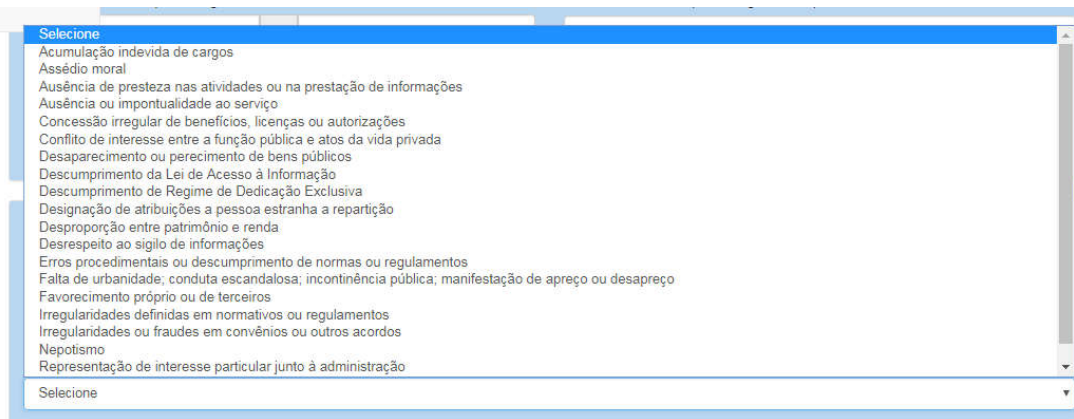 Selecione
Acumulação indevida de cargos
Assédio moral
Ausência de presteza nas atividades ou na prestação de informações
Ausência ou impontualidade ao serviço
Concessão irregular de benefícios, licenças ou autorizações
Conflito de interesse entre a função pública e atos da vida privada
Desaparecimento ou perecimento de bens públicos
Descumprimento da Lei de Acesso à Informação
Descumprimento de Regime de Dedicação Exclusiva
Designação de atribuições a pessoa estranha a repartição
Desproporção entre patrimônio e renda
Desrespeito ao sigilo de informações
Erros procedimentais ou descumprimento de normas ou regulamentos
Falta de urbanidade; conduta escandalosa; incontinência pública; manifestação de apreço ou desapreço
Favorecimento próprio ou de terceiros
Irregularidades definidas em normativos ou regulamentos
Irregularidades ou fraudes em convênios ou outros acordos
Nepotismo
Representação de interesse particular junto à administração
Selecione